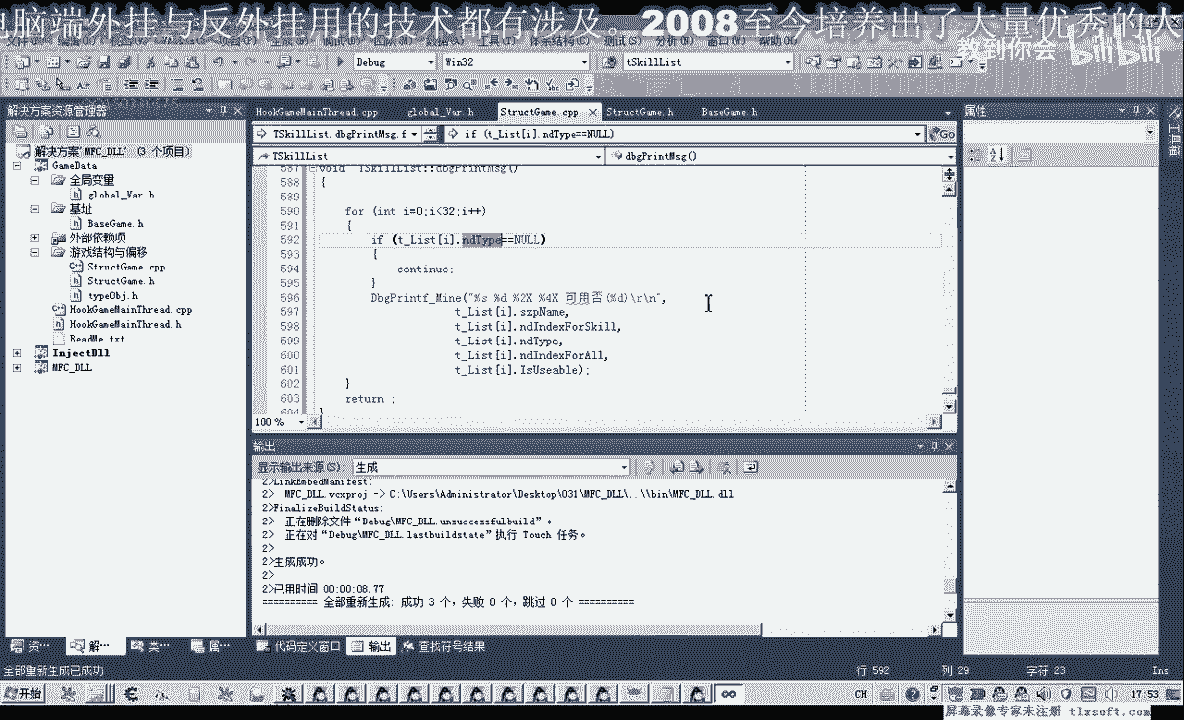 电脑端外挂与反外挂用的技术都有涉及。2008至今培养出了大量优秀的人
教到你会 bilibili
Debug Win32 tSkillList
解决方案资源管理器
HookGameMainThread.cpp global_Var.h StructGame.cpp StructGame.h BaseGame.h
属性
工具箱
TSkillList.dbgPrintMsg.f if (t_List[i].ndType==NULL) Go
TSkillList dbgPrintMsg()
解决方案"MFC_DLL" (3 个项目)
GameData
全局变量
global_Var.h
基址
BaseGame.h
外部依赖项
游戏结构与偏移
StructGame.cpp
StructGame.h
typeObj.h
HookGameMainThread.cpp
HookGameMainThread.h
ReadMe.txt
InjectDll
MFC_DLL
587 void TSkillList::dbgPrintMsg()
588 {
589
590 for (int i=0;i<32;i++)
591 {
592 if (t_List[i].ndType==NULL)
593 {
594 continue;
595 }
596 DbgPrintf_Mine("%s %d %2X %4X 可用否(%d)\r\n",
597 t_List[i].szpName,
598 t_List[i].ndIndexForSkill,
599 t_List[i].ndType,
600 t_List[i].ndIndexForAll,
601 t_List[i].IsUseable);
602 }
603 return ;
604 }
100 %
输出
显示输出来源(S): 生成
2>LinkEmbedManifest:
2> MFC_DLL.vcxproj -> C:\Users\Administrator\Desktop\031\MFC_DLL\..\\bin\MFC_DLL.dll
2>FinalizeBuildStatus:
2> 正在删除文件“Debug\MFC_DLL.unsuccessfulbuild”。
2> 正在对“Debug\MFC_DLL.lastbuildstate”执行 Touch 任务。
2>
2>生成成功。
2>
2>已用时间 00:00:08.77
========== 全部重新生成: 成功 3 个，失败 0 个，跳过 0 个 ==========
资… 解… 类… 属… 代码定义窗口 输出 查找符号结果
全部重新生成已成功 行 592 列 29 字符 23 Ins
开始 CH 17:53
屏幕录像专家未注册 tlxsoft.com